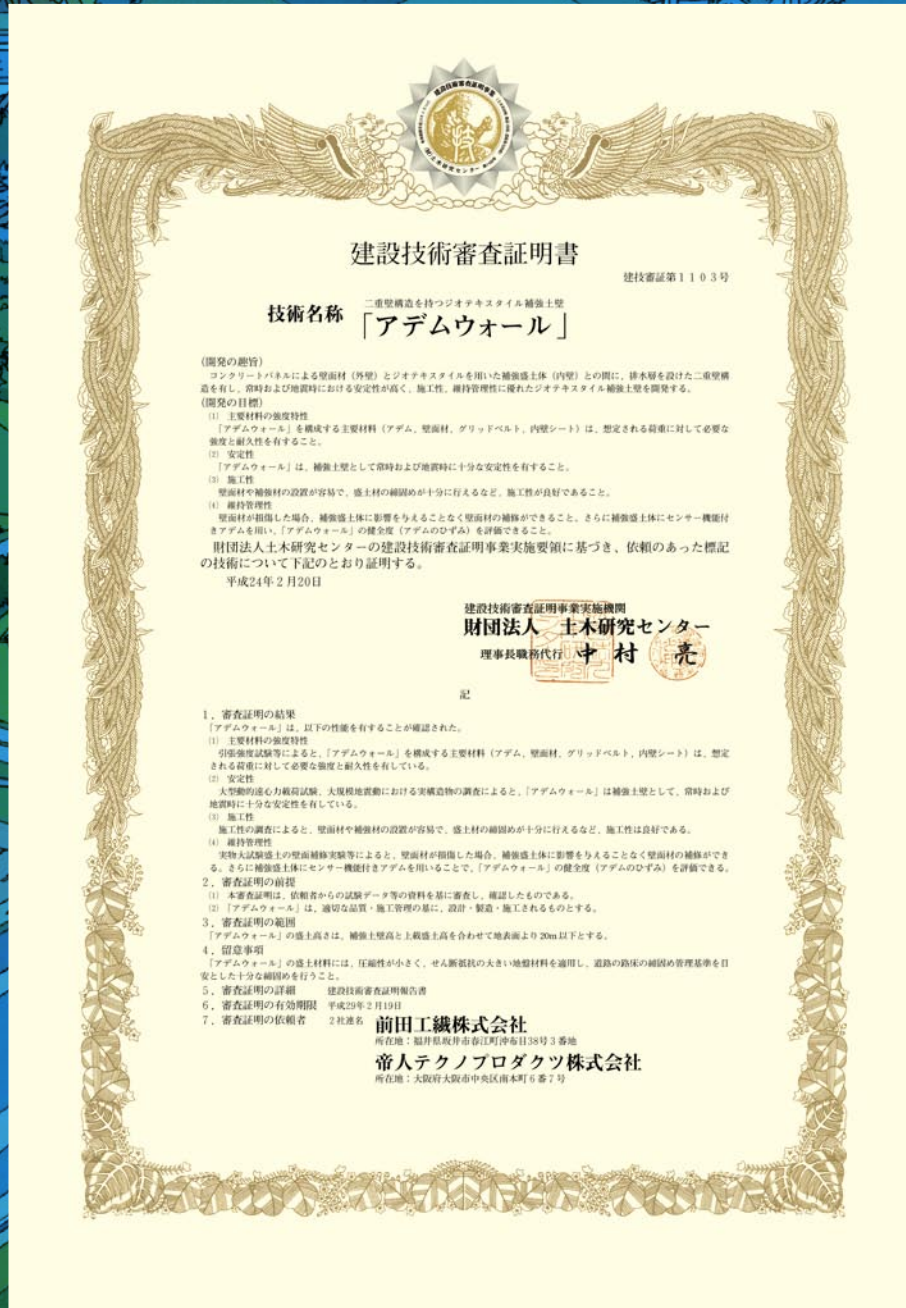 建設技術審査証明事業
建設技術審査証明書
建技審証第1103号
技術名称
二重壁構造を持つジオテキスタイル補強土壁
「アデムウォール」
(開発の趣旨)
コンクリートパネルによる壁面材（外壁）とジオテキスタイルを用いた補強盛土体（内壁）との間に、排水層を設けた二重壁構
造を有し、常時および地震時における安定性が高く、施工性、維持管理性に優れたジオテキスタイル補強土壁を開発する。
(開発の目標)
(1) 主要材料の強度特性
「アデムウォール」を構成する主要材料（アデム、壁面材、グリッドベルト、内壁シート）は、想定される荷重に対して必要な
強度と耐久性を有すること。
(2) 安定性
「アデムウォール」は、補強土壁として常時および地震時に十分な安定性を有すること。
(3) 施工性
壁面材や補強材の設置が容易で、盛土材の締固めが十分に行えるなど、施工性が良好であること。
(4) 維持管理性
壁面材が損傷した場合、補強盛土体に影響を与えることなく壁面材の補修ができること。さらに補強盛土体にセンサー機能付
きアデムを用い、「アデムウォール」の健全度（アデムのひずみ）を評価できること。
財団法人土木研究センターの建設技術審査証明事業実施要領に基づき、依頼のあった標記
の技術について下記のとおり証明する。
平成24年2月20日
建設技術審査証明事業実施機関
財団法人 土木研究センター
理事長職務代行 中村 亮
記
1．審査証明の結果
「アデムウォール」は、以下の性能を有することが確認された。
(1) 主要材料の強度特性
引張強度試験等によると、「アデムウォール」を構成する主要材料（アデム、壁面材、グリッドベルト、内壁シート）は、想定
される荷重に対して必要な強度と耐久性を有している。
(2) 安定性
大型動的遠心力載荷試験、大規模地震動における実構造物の調査によると、「アデムウォール」は補強土壁として、常時および
地震時に十分な安定性を有している。
(3) 施工性
施工性の調査によると、壁面材や補強材の設置が容易で、盛土材の締固めが十分に行えるなど、施工性は良好である。
(4) 維持管理性
実物大試験盛土の壁面補修実験等によると、壁面材が損傷した場合、補強盛土体に影響を与えることなく壁面材の補修ができ
る。さらに補強盛土体にセンサー機能付きアデムを用いることで、「アデムウォール」の健全度（アデムのひずみ）を評価できる。
2．審査証明の前提
(1) 本審査証明は、依頼者からの試験データ等の資料を基に審査し、確認したものである。
(2) 「アデムウォール」は、適切な品質・施工管理の基に、設計・製造・施工されるものとする。
3．審査証明の範囲
「アデムウォール」の盛土高さは、補強土壁高と上載盛土高を合わせて地表面より20m以下とする。
4．留意事項
「アデムウォール」の盛土材料には、圧縮性が小さく、せん断抵抗の大きい地盤材料を適用し、道路の路床の締固め管理基準を目
安とした十分な締固めを行うこと。
5．審査証明の詳細 建設技術審査証明報告書
6．審査証明の有効期限 平成29年2月19日
7．審査証明の依頼者 2社連名 前田工繊株式会社
所在地：福井県坂井市春江町沖布目38号3番地
帝人テクノプロダクツ株式会社
所在地：大阪府大阪市中央区南本町6番7号